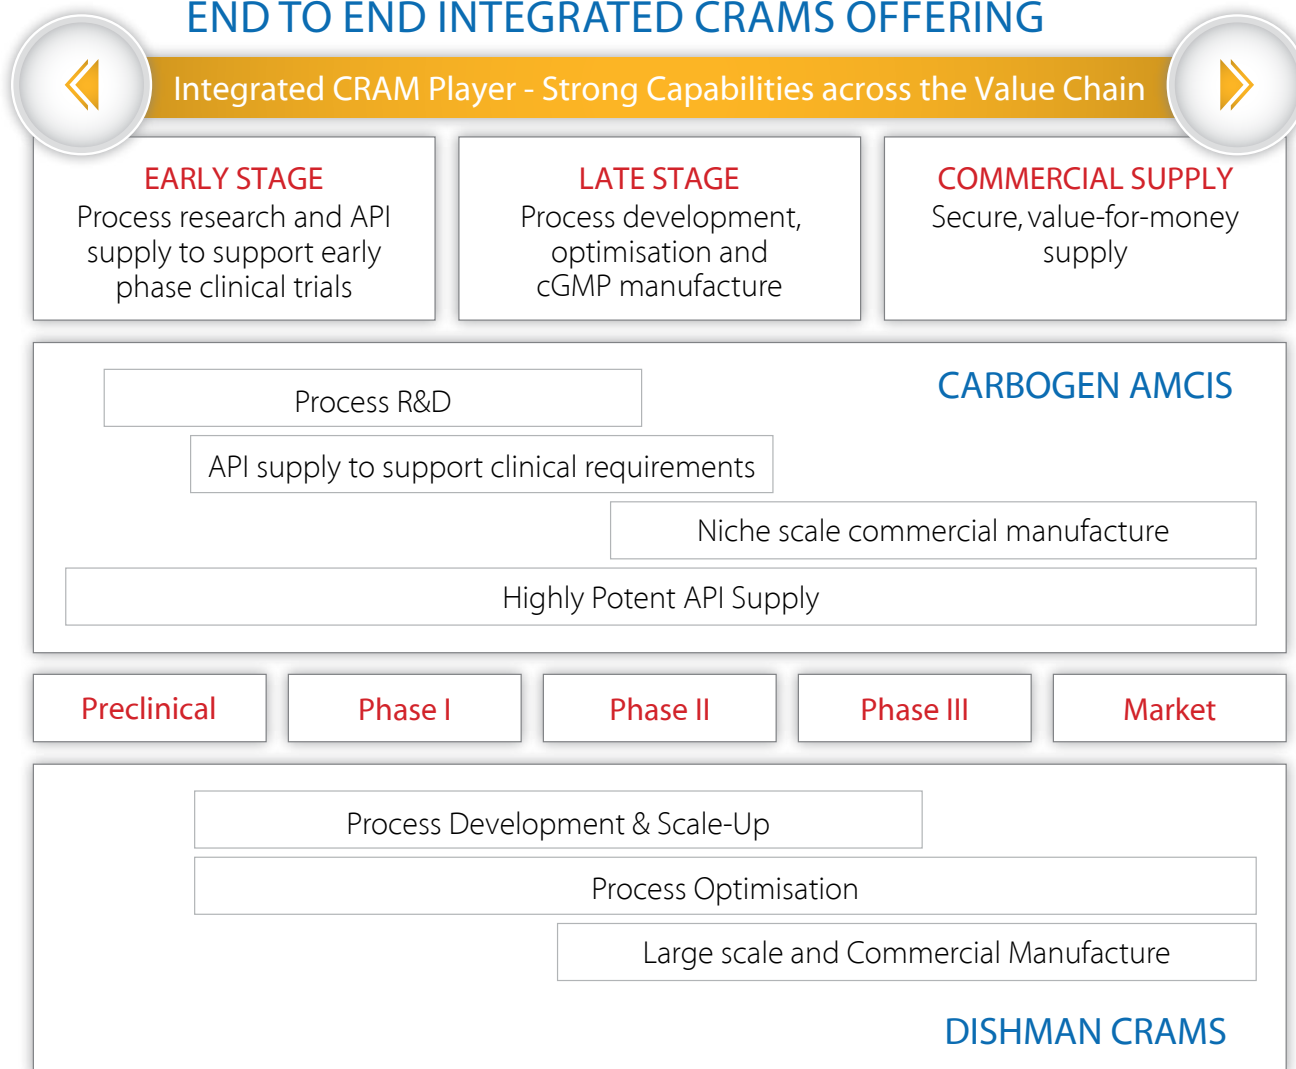 END TO END INTEGRATED CRAMS OFFERING
Integrated CRAM Player - Strong Capabilities across the Value Chain
EARLY STAGE
Process research and API
supply to support early
phase clinical trials
LATE STAGE
Process development,
optimisation and
cGMP manufacture
COMMERCIAL SUPPLY
Secure, value-for-money
supply
CARBOGEN AMCIS
Process R&D
API supply to support clinical requirements
Niche scale commercial manufacture
Highly Potent API Supply
Preclinical
Phase I
Phase II
Phase III
Market
Process Development & Scale-Up
Process Optimisation
Large scale and Commercial Manufacture
DISHMAN CRAMS